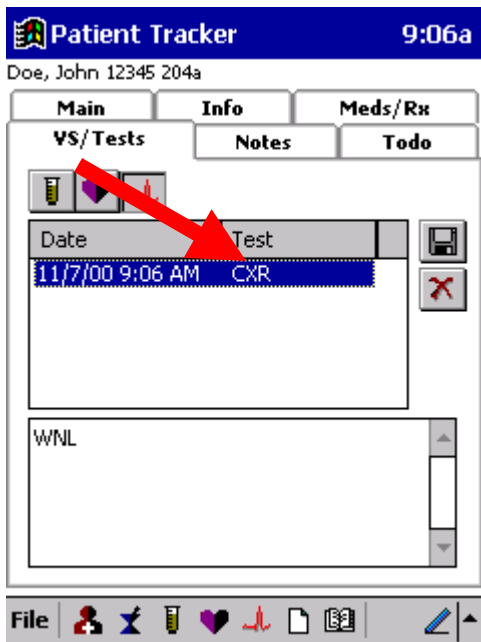 Patient Tracker 9:06a
Doe, John 12345 204a
Main Info Meds/Rx
VS/Tests Notes Todo
Date Test
11/7/00 9:06 AM CXR
WNL
File